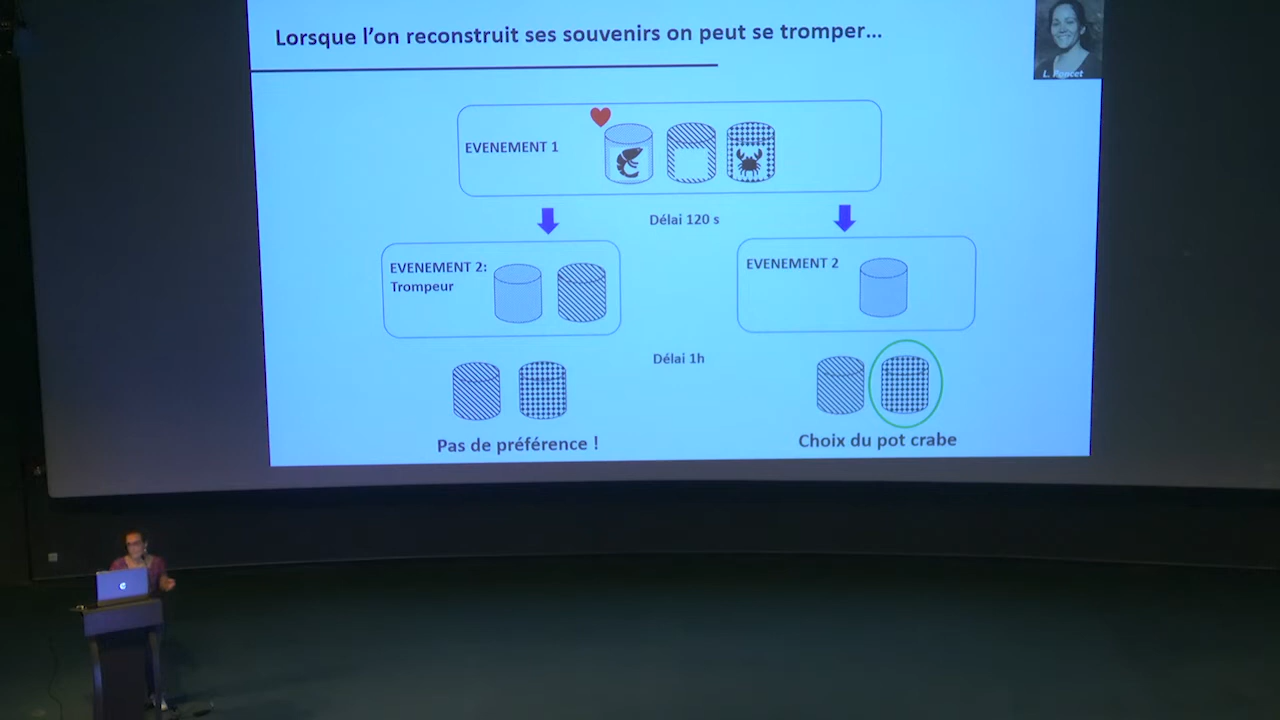 Lorsque l’on reconstruit ses souvenirs on peut se tromper...
L. Poncet
EVENEMENT 1
Délai 120 s
EVENEMENT 2:
Trompeur
EVENEMENT 2
Délai 1h
Pas de préférence !
Choix du pot crabe